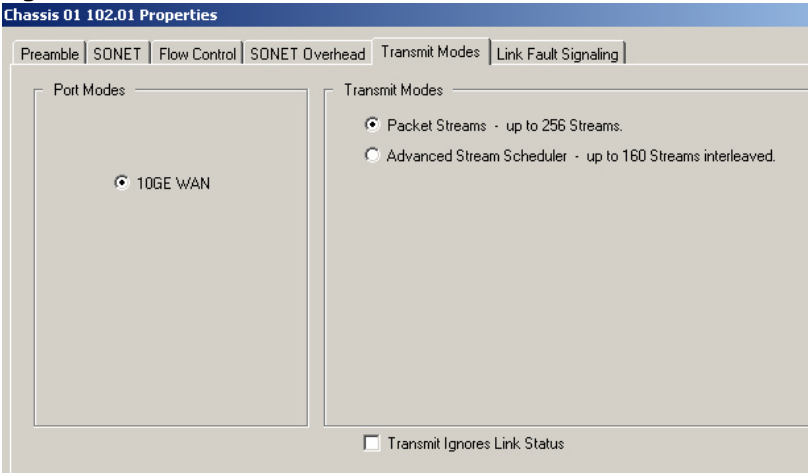 Chassis 01 102.01 Properties
Preamble SONET Flow Control SONET Overhead Transmit Modes Link Fault Signaling
Port Modes
10GE WAN
Transmit Modes
Packet Streams - up to 256 Streams.
Advanced Stream Scheduler - up to 160 Streams interleaved.
Transmit Ignores Link Status